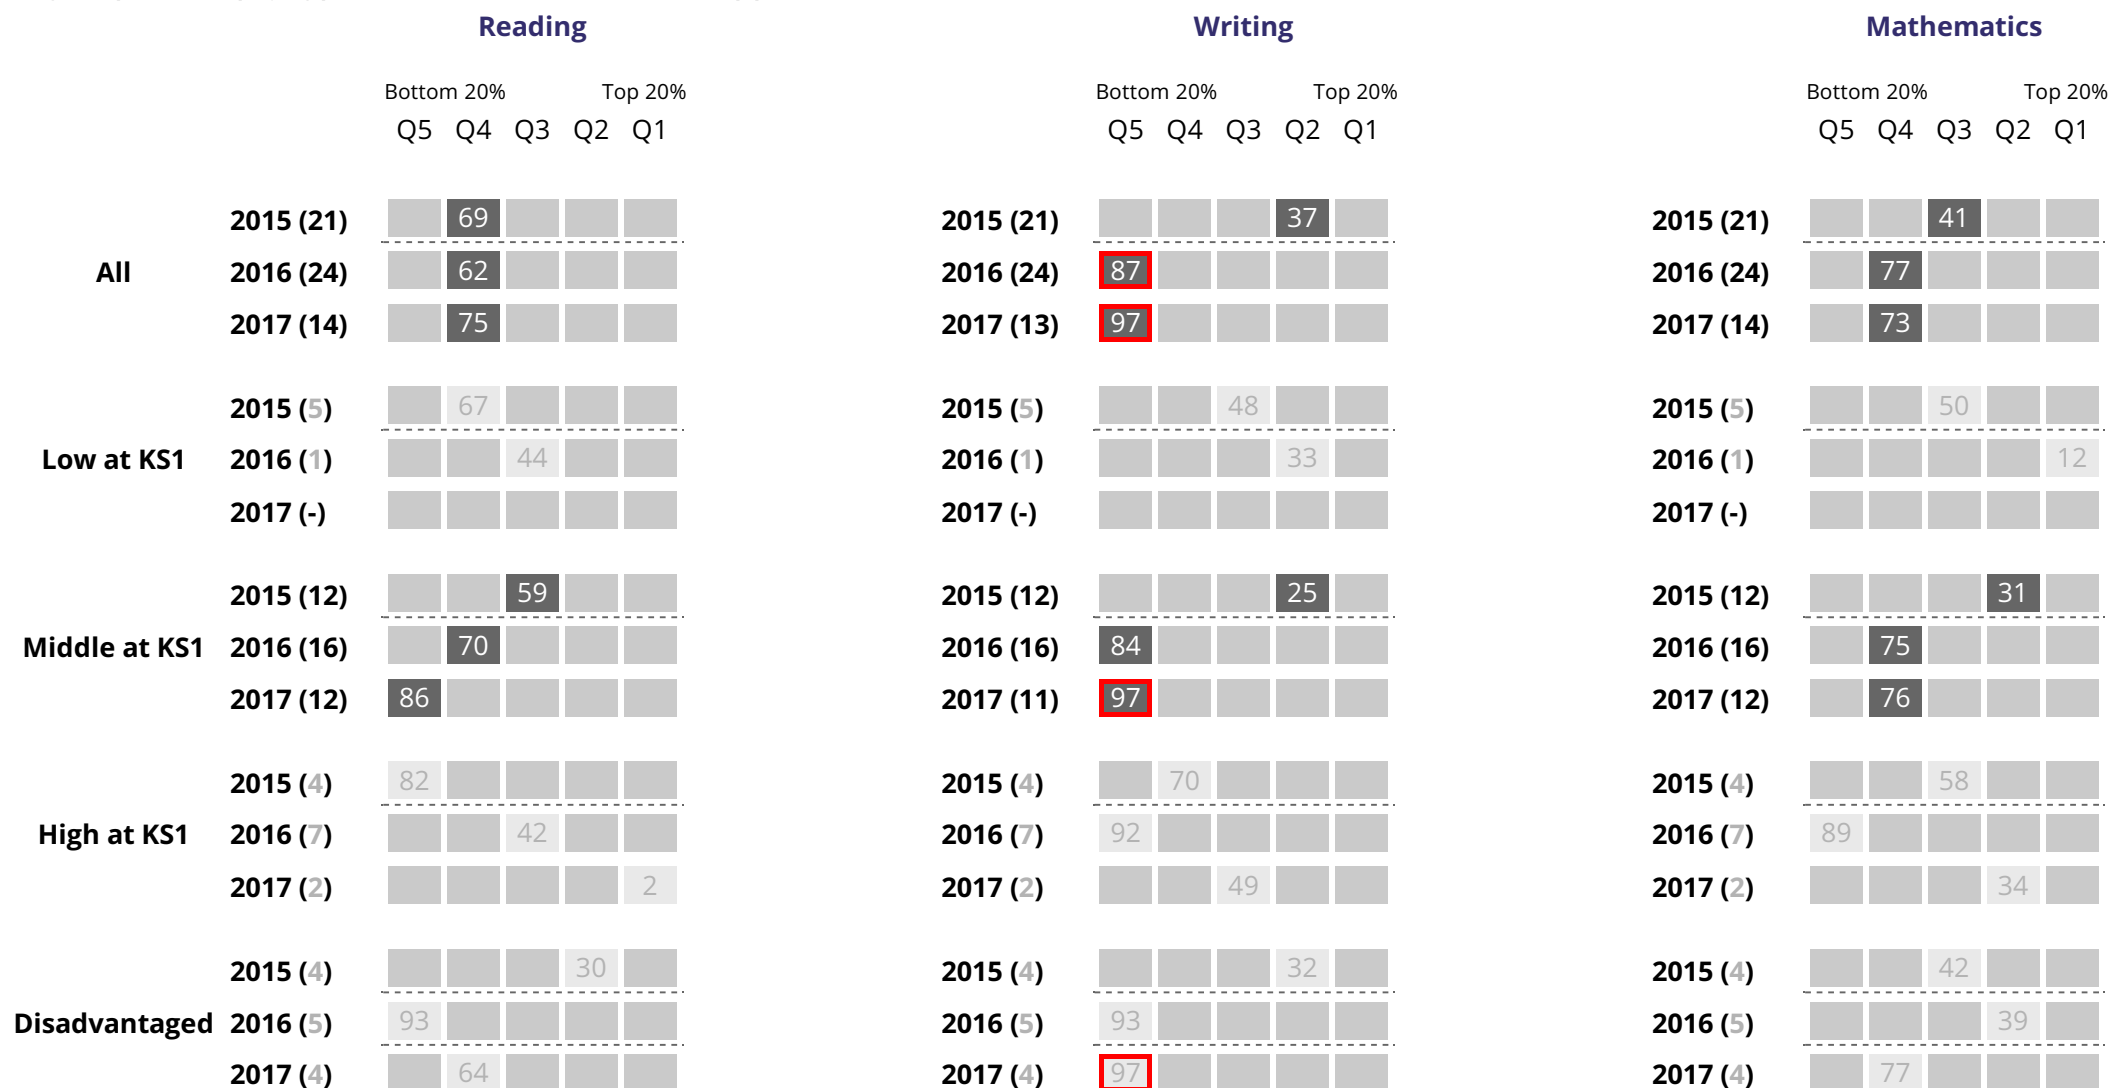 Reading Writing Mathematics
Bottom 20% Top 20% Bottom 20% Top 20% Bottom 20% Top 20%
Q5 Q4 Q3 Q2 Q1 Q5 Q4 Q3 Q2 Q1 Q5 Q4 Q3 Q2 Q1
2015 (21) 69 2015 (21) 37 2015 (21) 41
All 2016 (24) 62 2016 (24) 87 2016 (24) 77
2017 (14) 75 2017 (13) 97 2017 (14) 73
2015 (5) 67 2015 (5) 48 2015 (5) 50
Low at KS1 2016 (1) 44 2016 (1) 33 2016 (1) 12
2017 (-) 2017 (-) 2017 (-)
2015 (12) 59 2015 (12) 25 2015 (12) 31
Middle at KS1 2016 (16) 70 2016 (16) 84 2016 (16) 75
2017 (12) 86 2017 (11) 97 2017 (12) 76
2015 (4) 82 2015 (4) 70 2015 (4) 58
High at KS1 2016 (7) 42 2016 (7) 92 2016 (7) 89
2017 (2) 2 2017 (2) 49 2017 (2) 34
2015 (4) 30 2015 (4) 32 2015 (4) 42
Disadvantaged 2016 (5) 93 2016 (5) 93 2016 (5) 39
2017 (4) 64 2017 (4) 97 2017 (4) 77